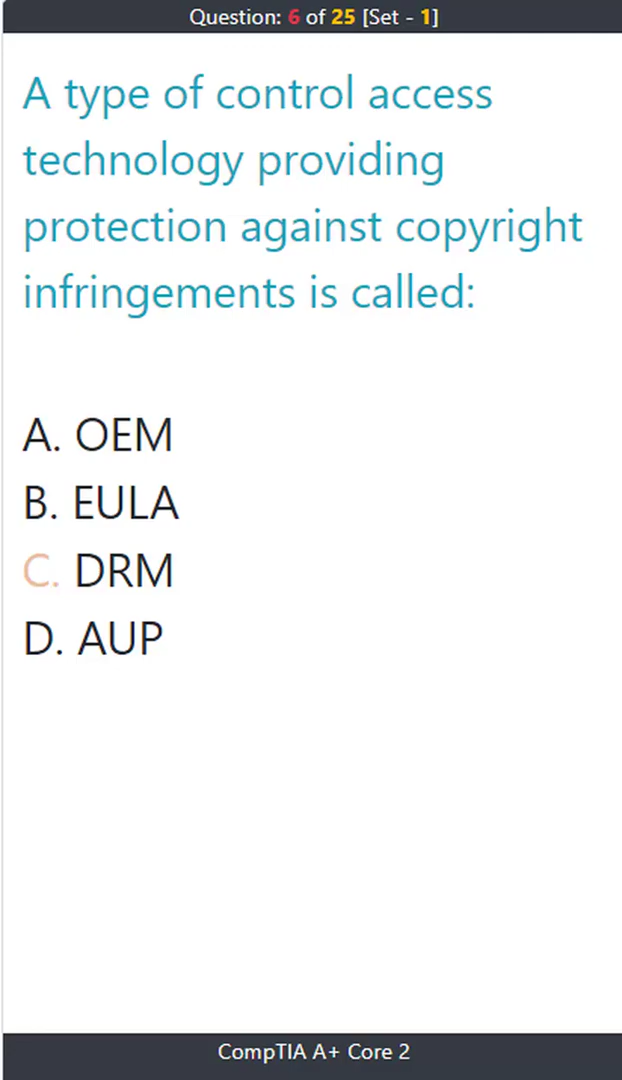 Question: 6 of 25 [Set - 1]
A type of control access
technology providing
protection against copyright
infringements is called:
A. OEM
B. EULA
C. DRM
D. AUP
CompTIA A+ Core 2